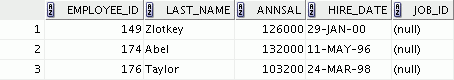 EMPLOYEE_ID LAST_NAME ANNSAL HIRE_DATE JOB_ID
1 149 Zlotkey 126000 29-JAN-00 (null)
2 174 Abel 132000 11-MAY-96 (null)
3 176 Taylor 103200 24-MAR-98 (null)